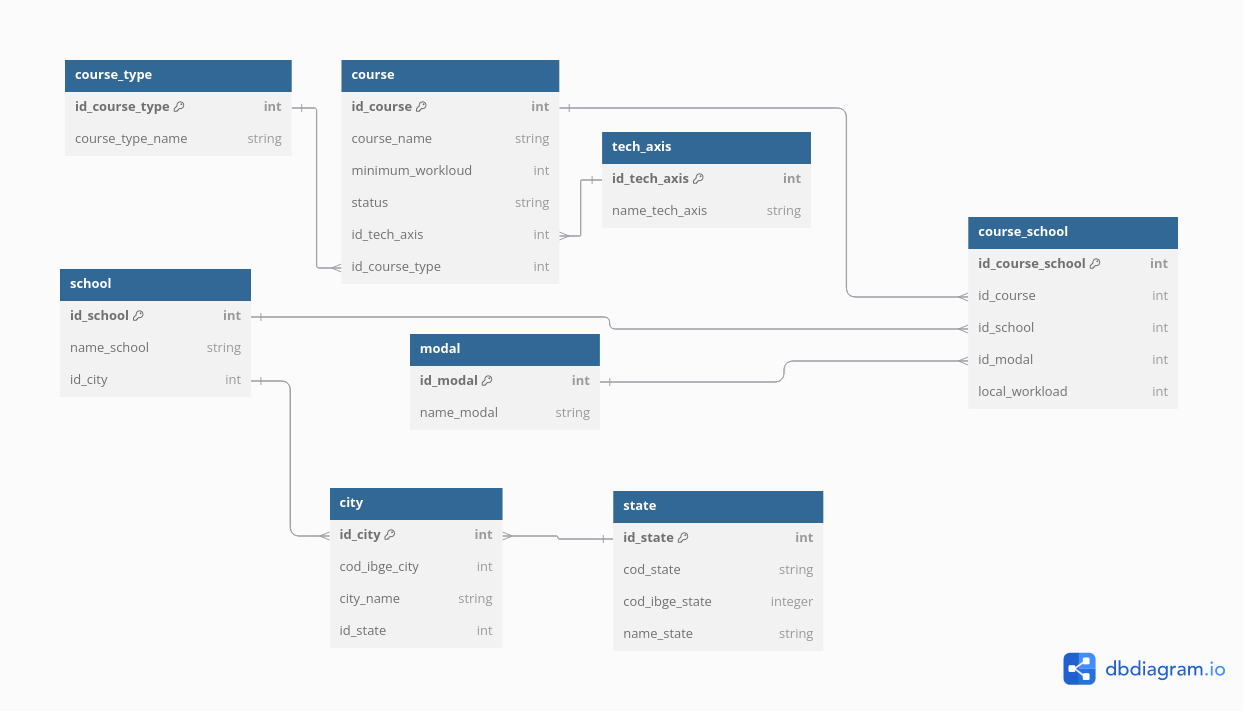 course_type
id_course_type int
course_type_name string
course
id_course int
course_name string
minimum_workloud int
status string
id_tech_axis int
id_course_type int
tech_axis
id_tech_axis int
name_tech_axis string
course_school
id_course_school int
id_course int
id_school int
id_modal int
local_workload int
school
id_school int
name_school string
id_city int
modal
id_modal int
name_modal string
city
id_city int
cod_ibge_city int
city_name string
id_state int
state
id_state int
cod_state string
cod_ibge_state integer
name_state string
dbdiagram.io